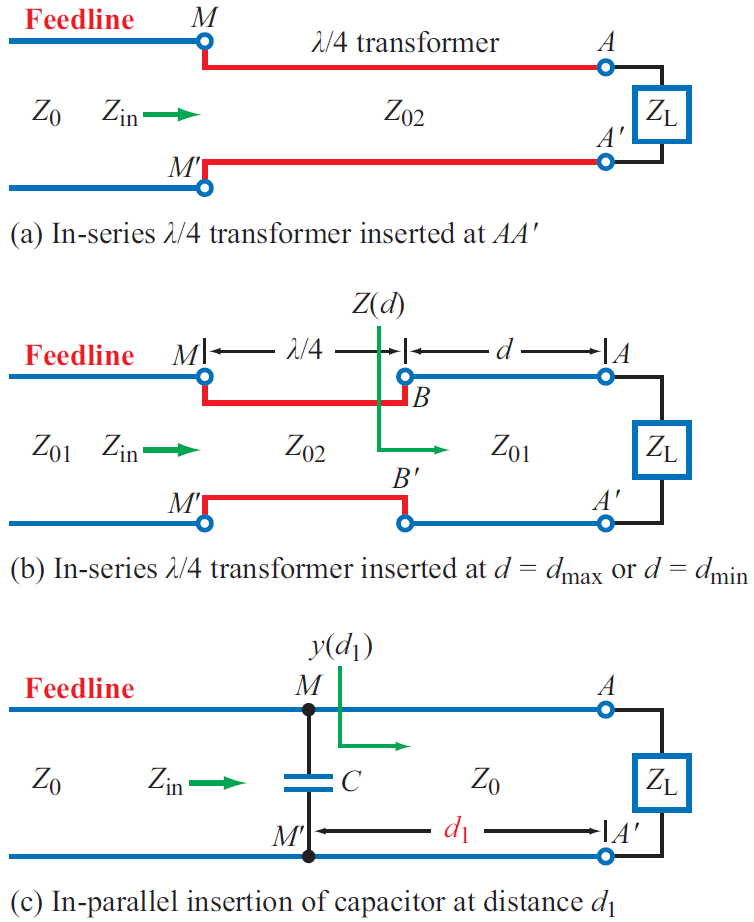 Feedline M
λ/4 transformer A
Z0 Zin Z02 ZL
A'
M'
(a) In-series λ/4 transformer inserted at AA'
Z(d)
Feedline M λ/4 d A
B
Z01 Zin Z02 Z01 ZL
B'
M' A'
(b) In-series λ/4 transformer inserted at d = dmax or d = dmin
y(d1)
Feedline M A
Z0 Zin C Z0 ZL
M' d1 A'
(c) In-parallel insertion of capacitor at distance d1